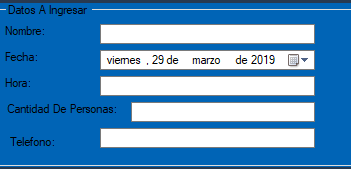 Datos A Ingresar
Nombre:
Fecha: viernes , 29 de marzo de 2019
Hora:
Cantidad De Personas:
Telefono: